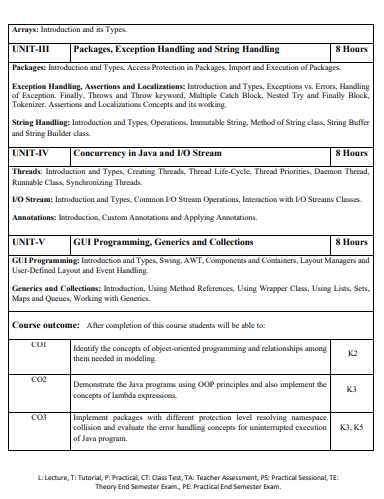 Arrays: Introduction and its Types.
UNIT-III Packages, Exception Handling and String Handling 8 Hours
Packages: Introduction and Types, Access Protection in Packages, Import and Execution of Packages.
Exception Handling, Assertions and Localizations: Introduction and Types, Exceptions vs. Errors, Handling
of Exception. Finally, Throws and Throw keyword, Multiple Catch Block, Nested Try and Finally Block,
Tokenizer. Assertions and Localizations Concepts and its working.
String Handling: Introduction and Types, Operations, Immutable String, Method of String class, String Buffer
and String Builder class.
UNIT-IV Concurrency in Java and I/O Stream 8 Hours
Threads: Introduction and Types, Creating Threads, Thread Life-Cycle, Thread Priorities, Daemon Thread,
Runnable Class, Synchronizing Threads.
I/O Stream: Introduction and Types, Common I/O Stream Operations, Interaction with I/O Streams Classes.
Annotations: Introduction, Custom Annotations and Applying Annotations.
UNIT-V GUI Programming, Generics and Collections 8 Hours
GUI Programming: Introduction and Types, Swing, AWT, Components and Containers, Layout Managers and
User-Defined Layout and Event Handling.
Generics and Collections: Introduction, Using Method References, Using Wrapper Class, Using Lists, Sets,
Maps and Queues, Working with Generics.
Course outcome: After completion of this course students will be able to:
CO1 Identify the concepts of object-oriented programming and relationships among
them needed in modeling. K2
CO2 Demonstrate the Java programs using OOP principles and also implement the
concepts of lambda expressions. K3
CO3 Implement packages with different protection level resolving namespace
collision and evaluate the error handling concepts for uninterrupted execution
of Java program. K3, K5
L: Lecture, T: Tutorial, P: Practical, CT: Class Test, TA: Teacher Assessment, PS: Practical Sessional, TE:
Theory End Semester Exam., PE: Practical End Semester Exam.